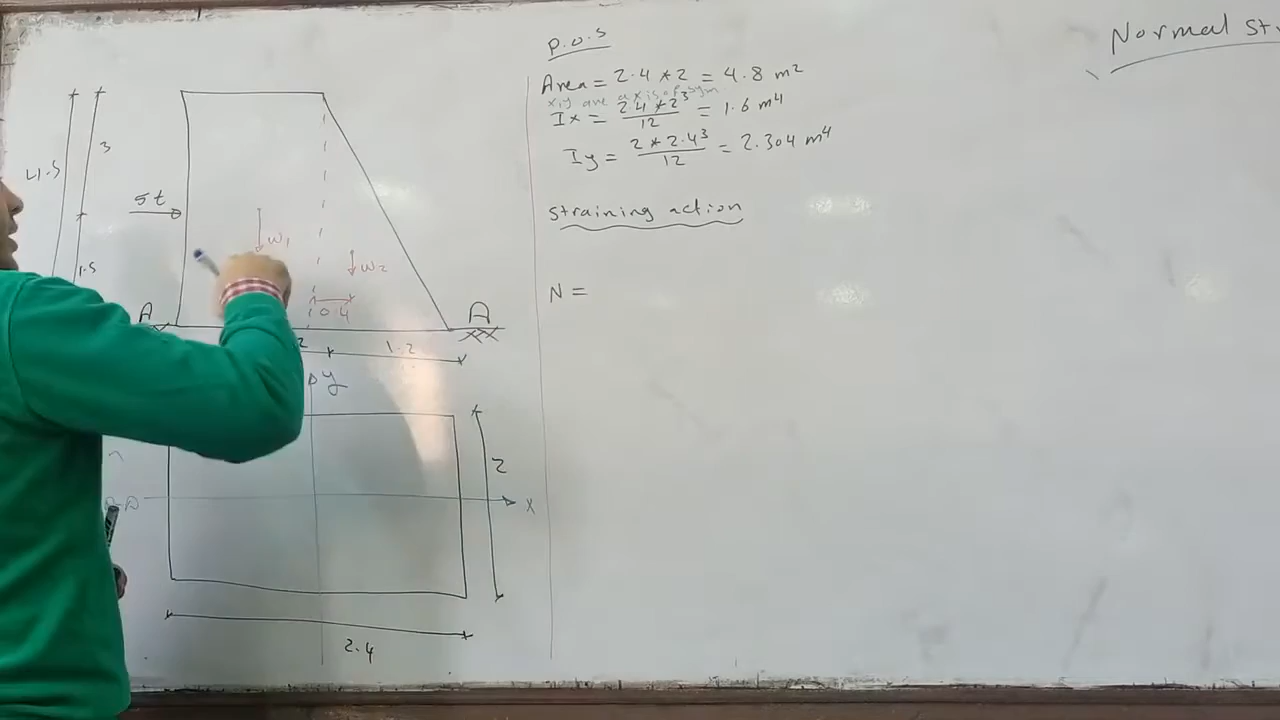 Normal St
P.O.S
Area = 2.4 * 2 = 4.8 m²
x,y are axis of sym.
Ix = 2.4 * 2³ / 12 = 1.6 m⁴
Iy = 2 * 2.4³ / 12 = 2.304 m⁴
straining action
N =
4.5
3
5t
1.5
w1
w2
0.4
A
A
2
1.2
y
2
x
2.4